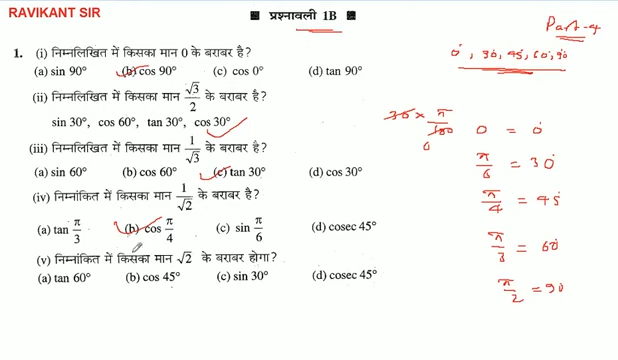 RAVIKANT SIR
प्रश्नावली 1B
Part-4
0°, 30°, 45°, 60°, 90°
1. (i) निम्नलिखित में किसका मान 0 के बराबर है?
(a) sin 90° (b) cos 90° (c) cos 0° (d) tan 90°
(ii) निम्नलिखित में किसका मान √3/2 के बराबर है?
sin 30°, cos 60°, tan 30°, cos 30°
(iii) निम्नलिखित में किसका मान 1/√3 के बराबर है?
(a) sin 60° (b) cos 60° (c) tan 30° (d) cos 30°
(iv) निम्नांकित में किसका मान 1/√2 के बराबर है?
(a) tan π/3 (b) cos π/4 (c) sin π/6 (d) cosec 45°
(v) निम्नांकित में किसका मान √2 के बराबर होगा?
(a) tan 60° (b) cos 45° (c) sin 30° (d) cosec 45°
30 × π/180
6
0 = 0°
π/6 = 30°
π/4 = 45°
π/3 = 60°
π/2 = 90